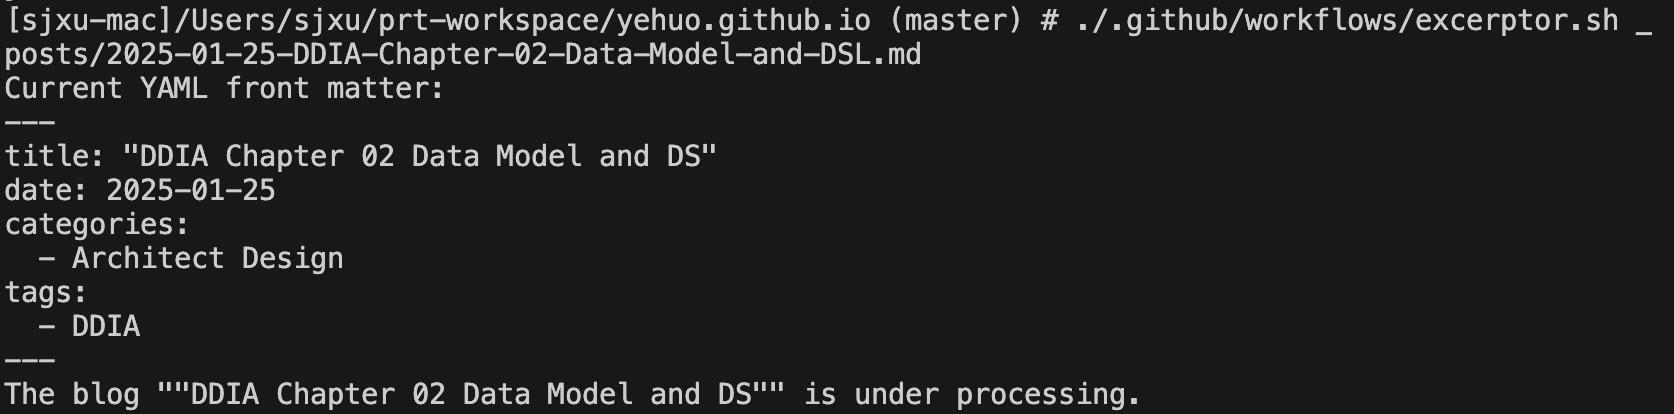 [sjxu-mac]/Users/sjxu/prt-workspace/yehuo.github.io (master) # ./.github/workflows/excerptor.sh _
posts/2025-01-25-DDIA-Chapter-02-Data-Model-and-DSL.md
Current YAML front matter:
---
title: "DDIA Chapter 02 Data Model and DS"
date: 2025-01-25
categories:
  - Architect Design
tags:
  - DDIA
---
The blog ""DDIA Chapter 02 Data Model and DS"" is under processing.